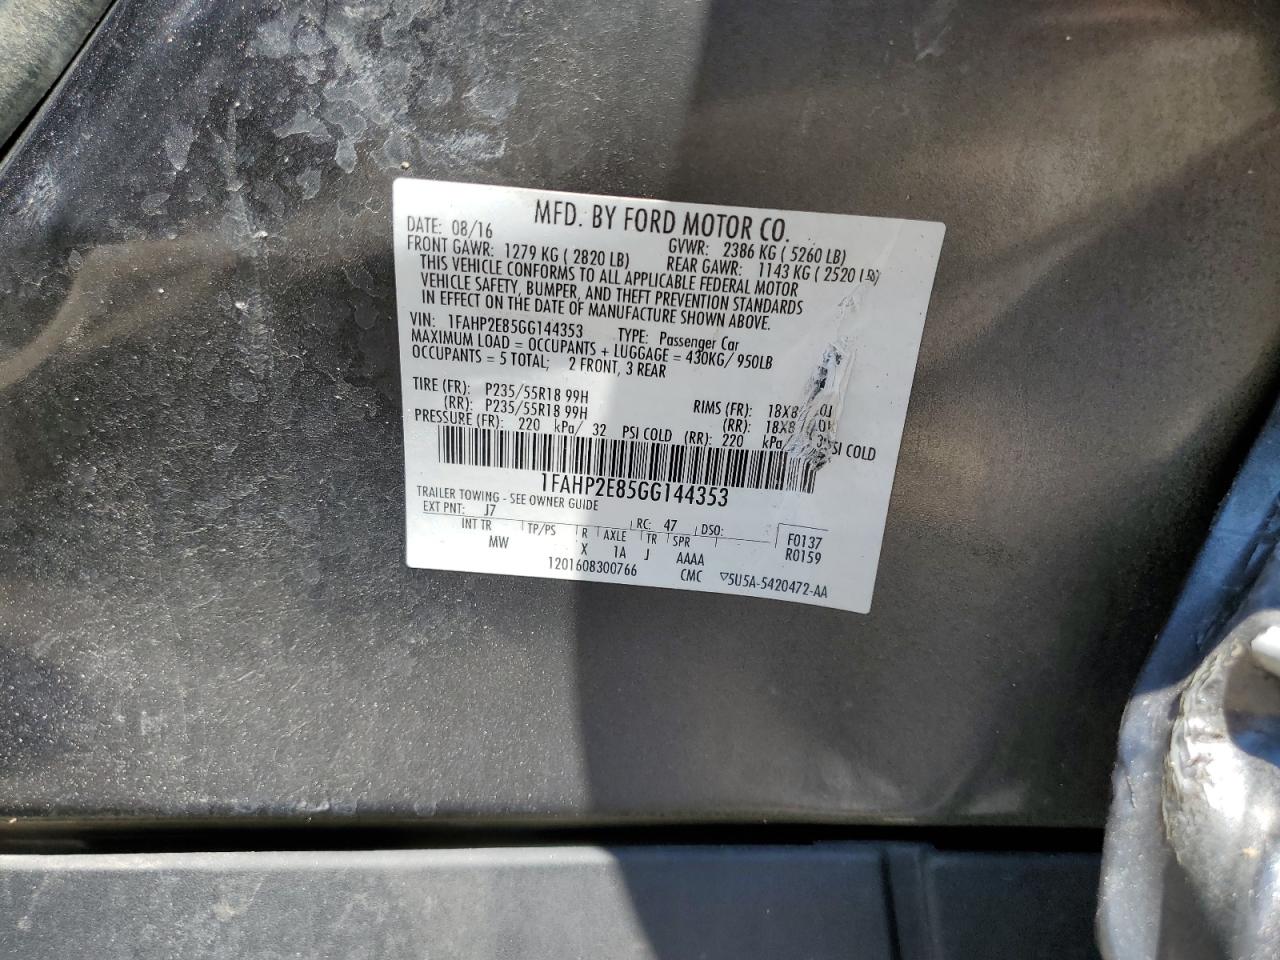 MFD. BY FORD MOTOR CO.
DATE: 08/16 GVWR: 2386 KG ( 5260 LB)
FRONT GAWR: 1279 KG ( 2820 LB) REAR GAWR: 1143 KG ( 2520
THIS VEHICLE CONFORMS TO ALL APPLICABLE FEDERAL MOTOR
VEHICLE SAFETY, BUMPER, AND THEFT PREVENTION STANDARDS
IN EFFECT ON THE DATE OF MANUFACTURE SHOWN ABOVE.
VIN: 1FAHP2E85GG144353 TYPE: Passenger Car
MAXIMUM LOAD = OCCUPANTS + LUGGAGE = 430KG/ 950LB
OCCUPANTS = 5 TOTAL; 2 FRONT, 3 REAR
TIRE (FR): P235/55R18 99H RIMS (FR): 18X8
(RR): P235/55R18 99H (RR): 18X8
PRESSURE (FR): 220 kPa/ 32 PSI COLD (RR): 220 kPa PSI COLD
1FAHP2E85GG144353
TRAILER TOWING - SEE OWNER GUIDE
EXT PNT: J7 RC: 47 DSO: F0137
INT TR TP/PS R AXLE TR SPR R0159
MW X 1A J AAAA
1201608300766 CMC ▽5U5A-5420472-AA